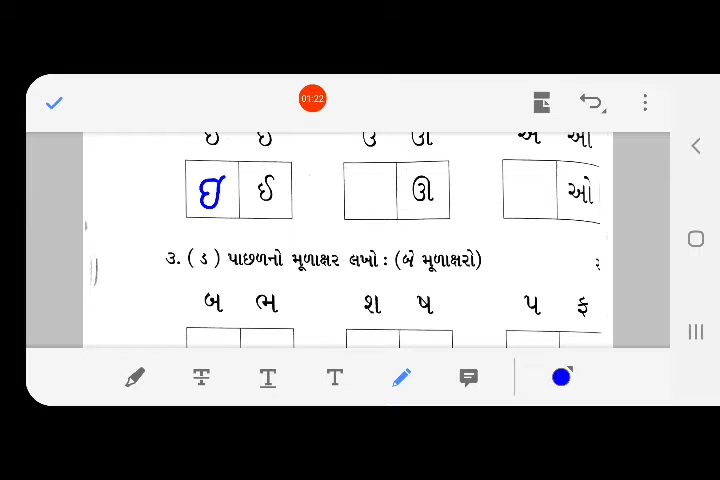 01:22
ઇ ઈ ઉ ઊ અ ઓ
ઇ ઈ ઊ ઓ
૩. ( ડ ) પાછળનો મૂળાક્ષર લખો : (બે મૂળાક્ષરો)
બ ભ શ ષ પ ફ
T T T